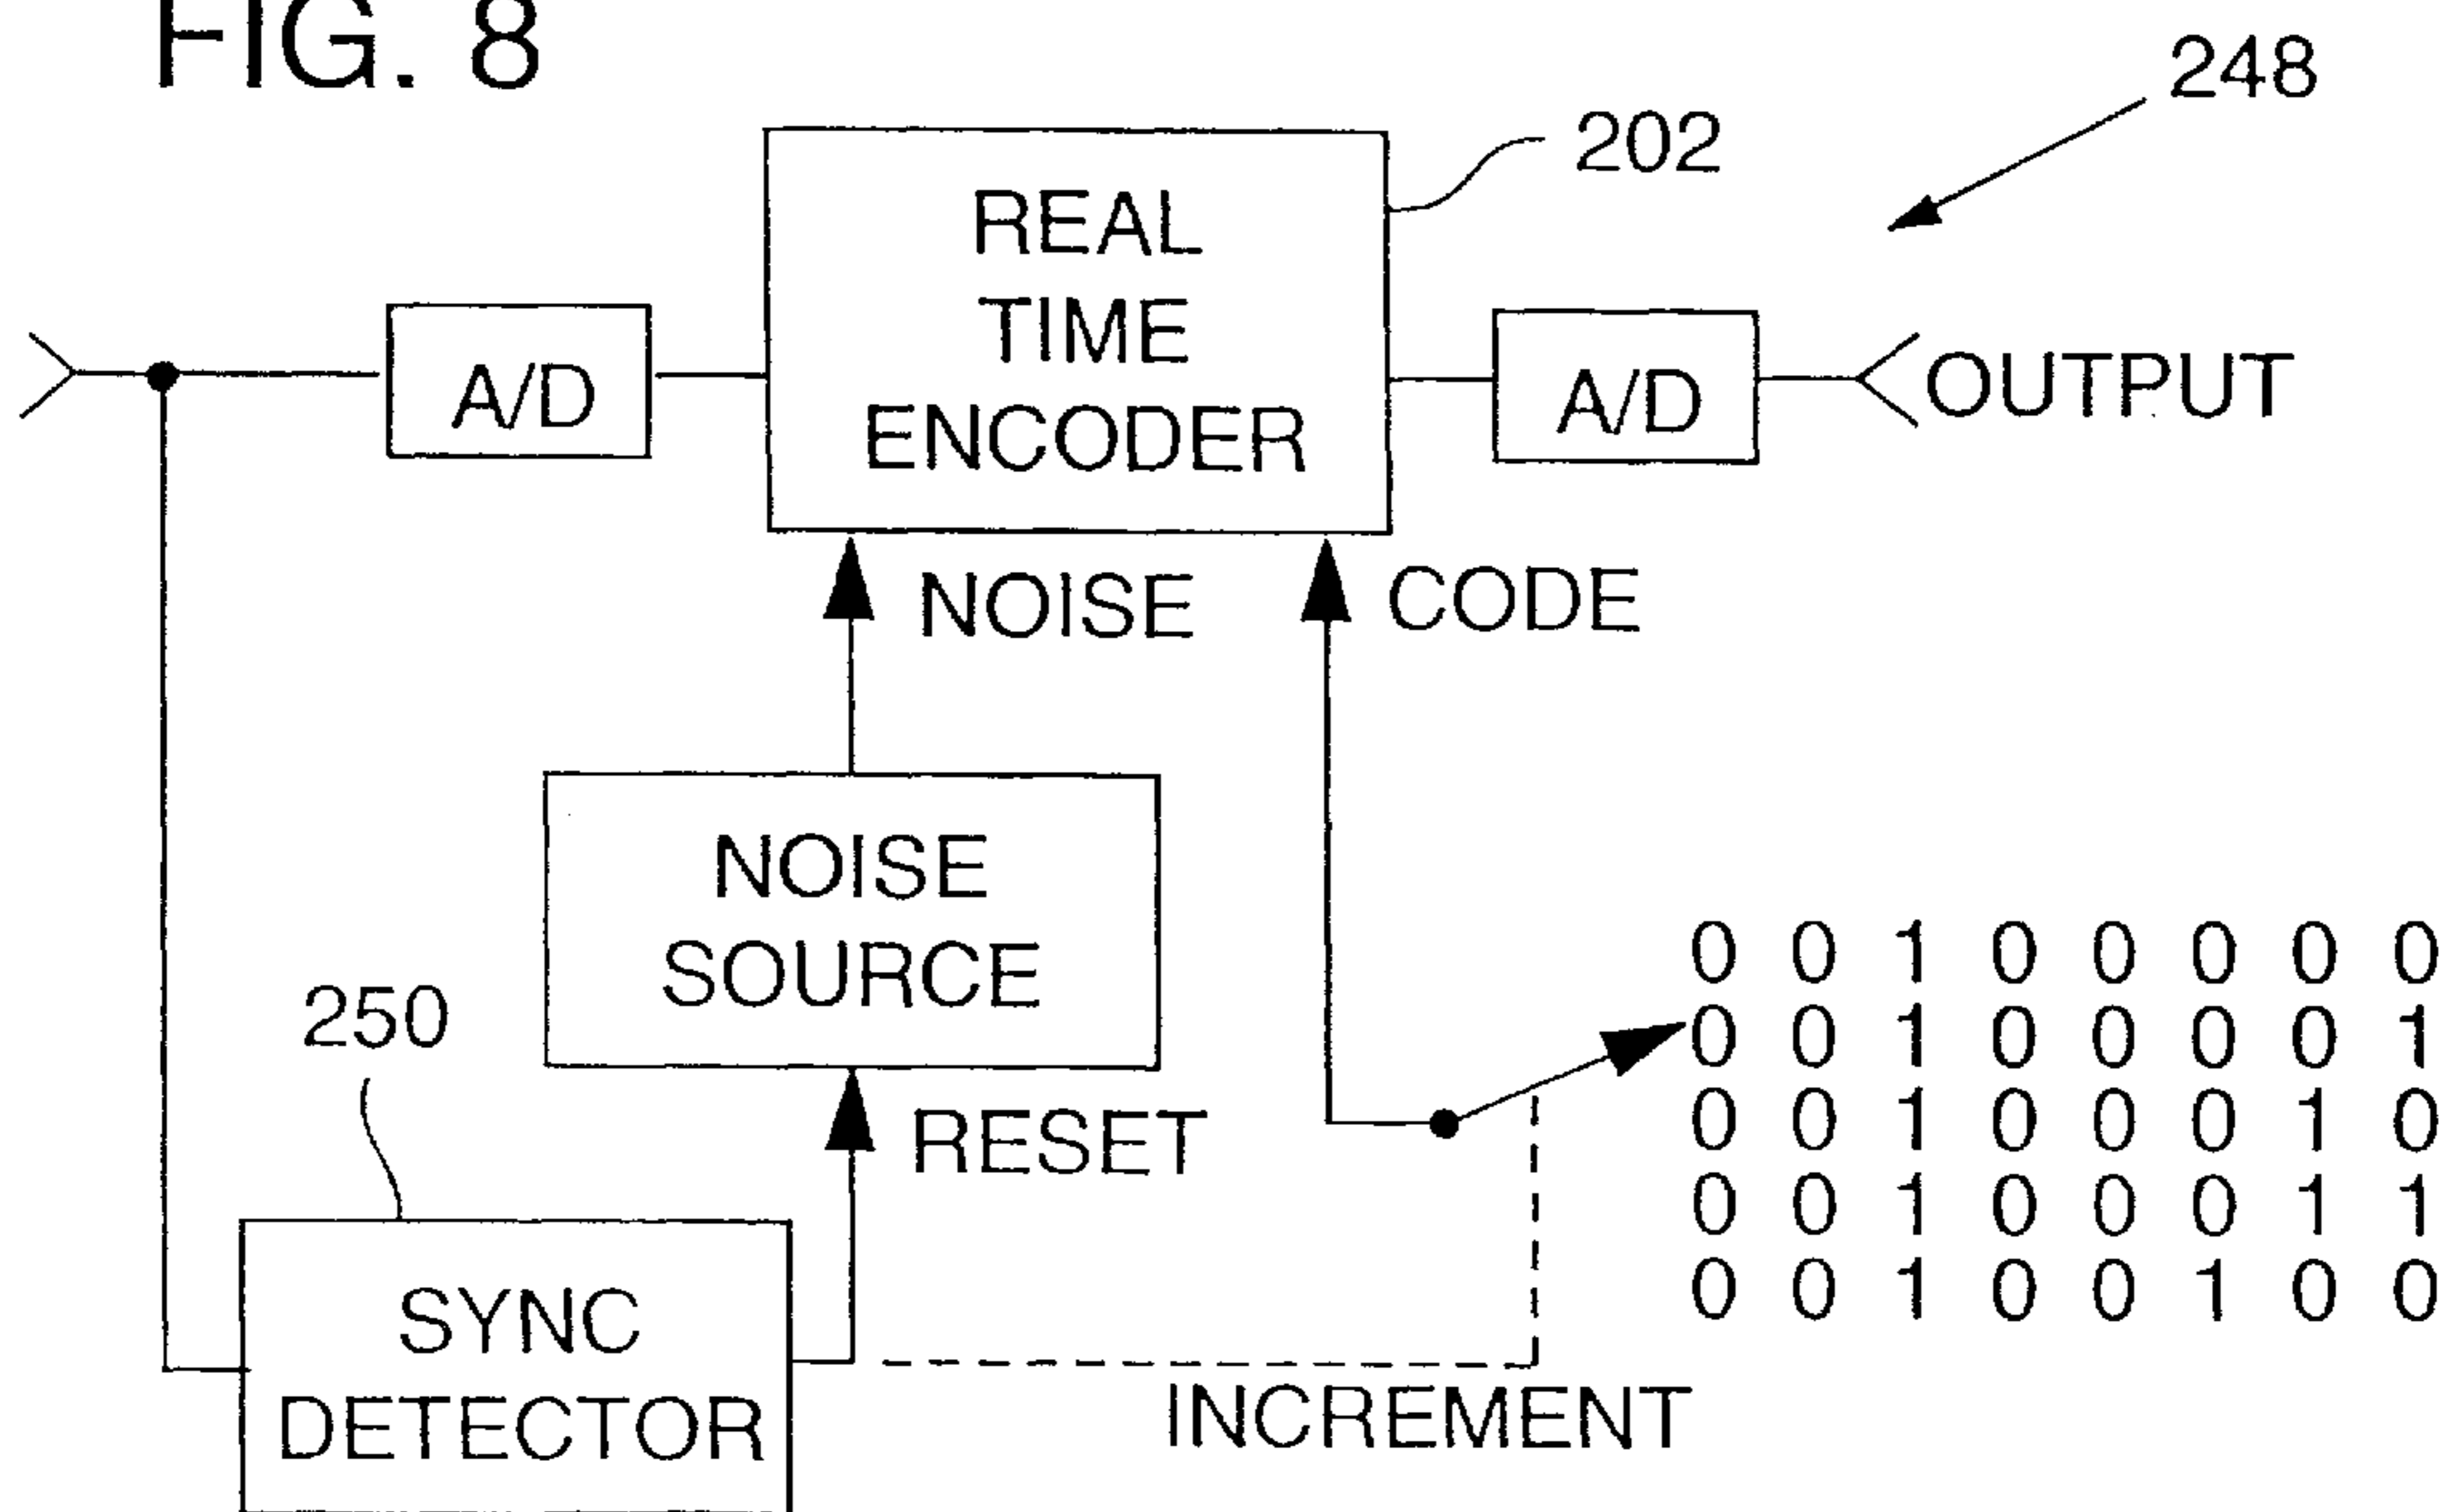 FIG. 8
248
202
REAL
TIME
ENCODER
A/D
A/D
OUTPUT
NOISE
CODE
NOISE
SOURCE
250
RESET
0 0 1 0 0 0 0 0
0 0 1 0 0 0 0 1
0 0 1 0 0 0 1 0
0 0 1 0 0 0 1 1
0 0 1 0 0 1 0 0
SYNC
DETECTOR
INCREMENT